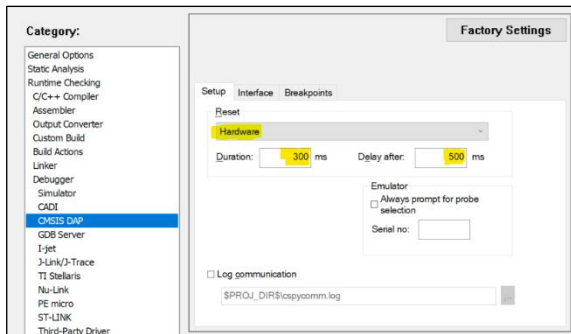 Category:
Factory Settings
General Options
Static Analysis
Runtime Checking
C/C++ Compiler
Assembler
Output Converter
Custom Build
Build Actions
Linker
Debugger
Simulator
CADI
CMSIS DAP
GDB Server
I-jet
J-Link/J-Trace
TI Stellaris
Nu-Link
PE micro
ST-LINK
Third-Party Driver
Setup Interface Breakpoints
Reset
Hardware
Duration: 300 ms Delay after: 500 ms
Emulator
Always prompt for probe
selection
Serial no:
Log communication
$PROJ_DIR$\cspycomm.log
...